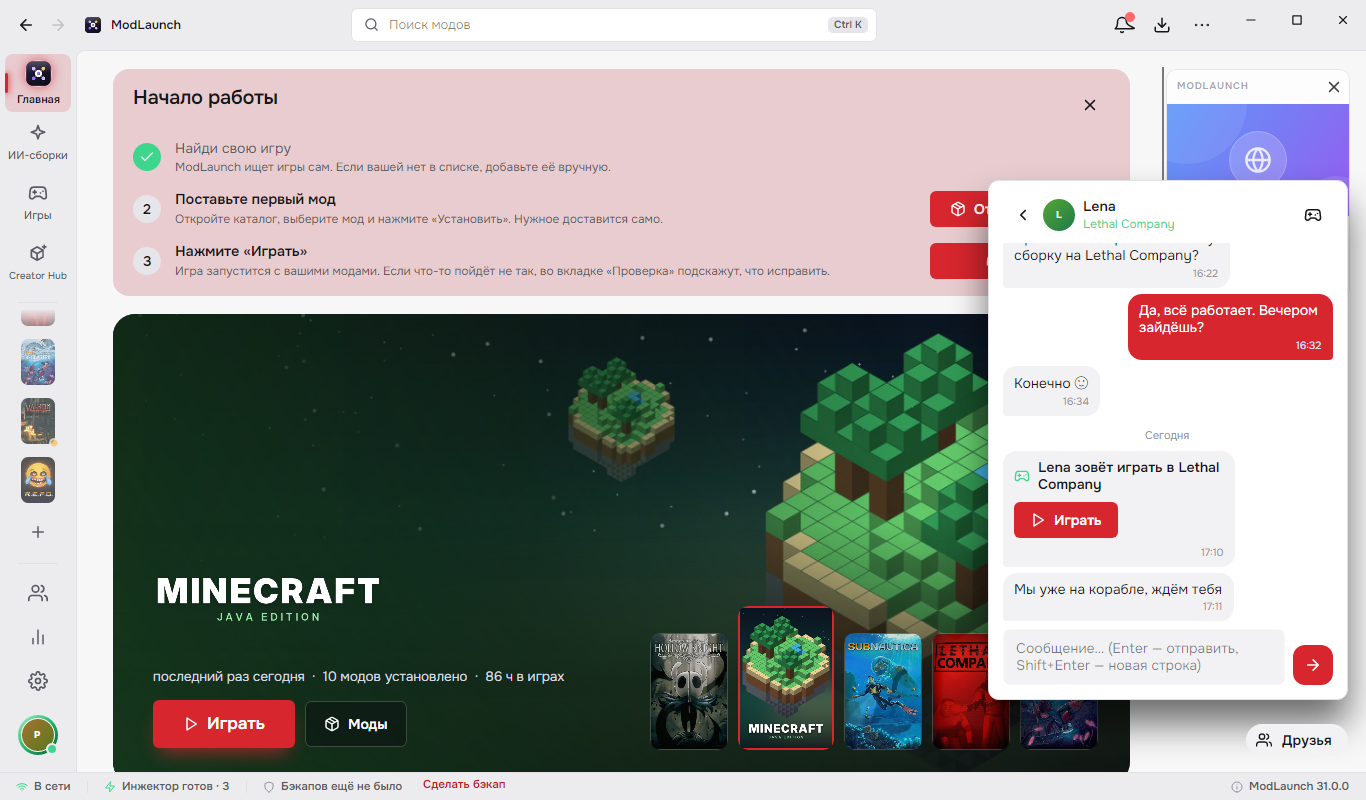 ModLaunch
Поиск модов
Ctrl K
Главная
ИИ-сборки
Игры
Creator Hub
VALHEIM
R.E.P.O.
P
Начало работы
Найди свою игру
ModLaunch ищет игры сам. Если вашей нет в списке, добавьте её вручную.
2
Поставьте первый мод
Откройте каталог, выберите мод и нажмите «Установить». Нужное доставится само.
3
Нажмите «Играть»
Игра запустится с вашими модами. Если что-то пойдёт не так, во вкладке «Проверка» подскажут, что исправить.
MINECRAFT
JAVA EDITION
последний раз сегодня · 10 модов установлено · 86 ч в играх
Играть
Моды
HOLLOW KNIGHT
MINECRAFT
JAVA EDITION
SUBNAUTICA
MODLAUNCH
L
Lena
Lethal Company
сборку на Lethal Company?
16:22
Да, всё работает. Вечером
зайдёшь?
16:32
Конечно
16:34
Сегодня
Lena зовёт играть в Lethal
Company
Играть
17:10
Мы уже на корабле, ждём тебя
17:11
Сообщение... (Enter — отправить,
Shift+Enter — новая строка)
Друзья
В сети
Инжектор готов · 3
Бэкапов ещё не было
Сделать бэкап
ModLaunch 31.0.0